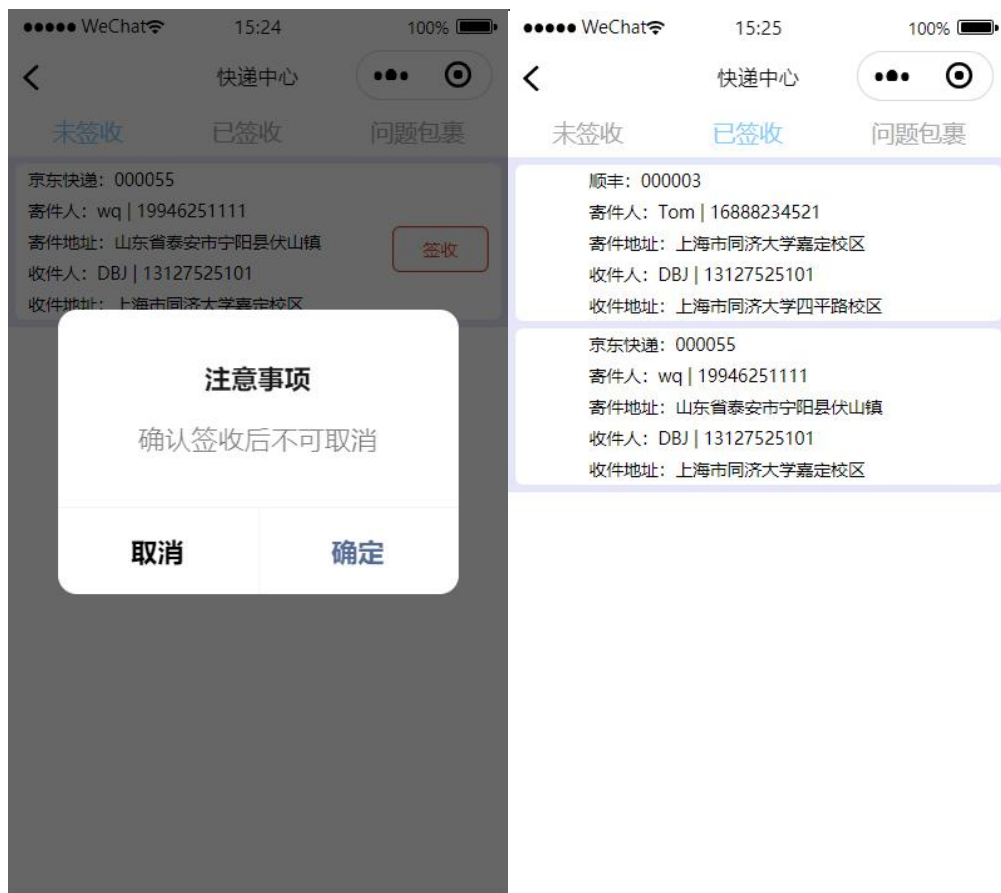 WeChat 15:24 100%
快递中心
未签收 已签收 问题包裹
京东快递：000055
寄件人：wq | 19946251111
寄件地址：山东省泰安市宁阳县伏山镇
签收
收件人：DBJ | 13127525101
收件地址：上海市同济大学嘉定校区
注意事项
确认签收后不可取消
取消 确定
WeChat 15:25 100%
快递中心
未签收 已签收 问题包裹
顺丰：000003
寄件人：Tom | 16888234521
寄件地址：上海市同济大学嘉定校区
收件人：DBJ | 13127525101
收件地址：上海市同济大学四平路校区
京东快递：000055
寄件人：wq | 19946251111
寄件地址：山东省泰安市宁阳县伏山镇
收件人：DBJ | 13127525101
收件地址：上海市同济大学嘉定校区